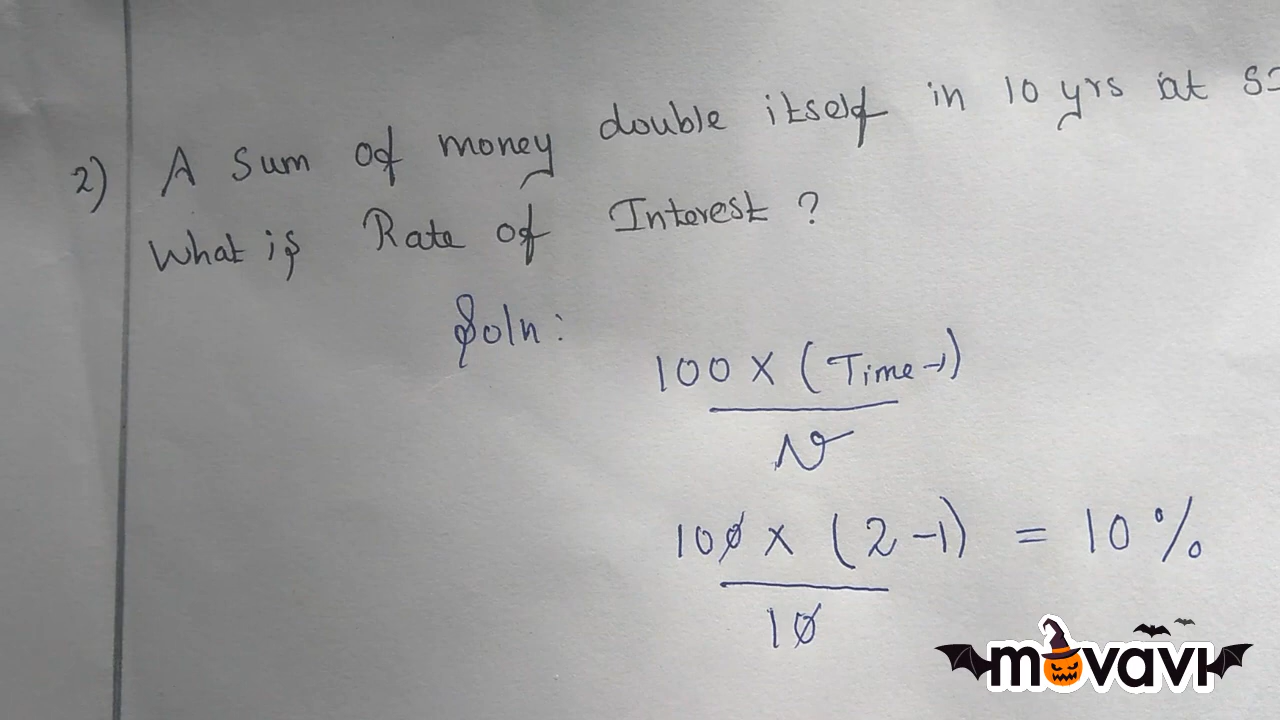 2) A Sum of money double itself in 10 yrs at
What is Rate of Interest ?
Soln:
100 x (Time-1)
N
100 x (2-1) = 10%
10
movavi